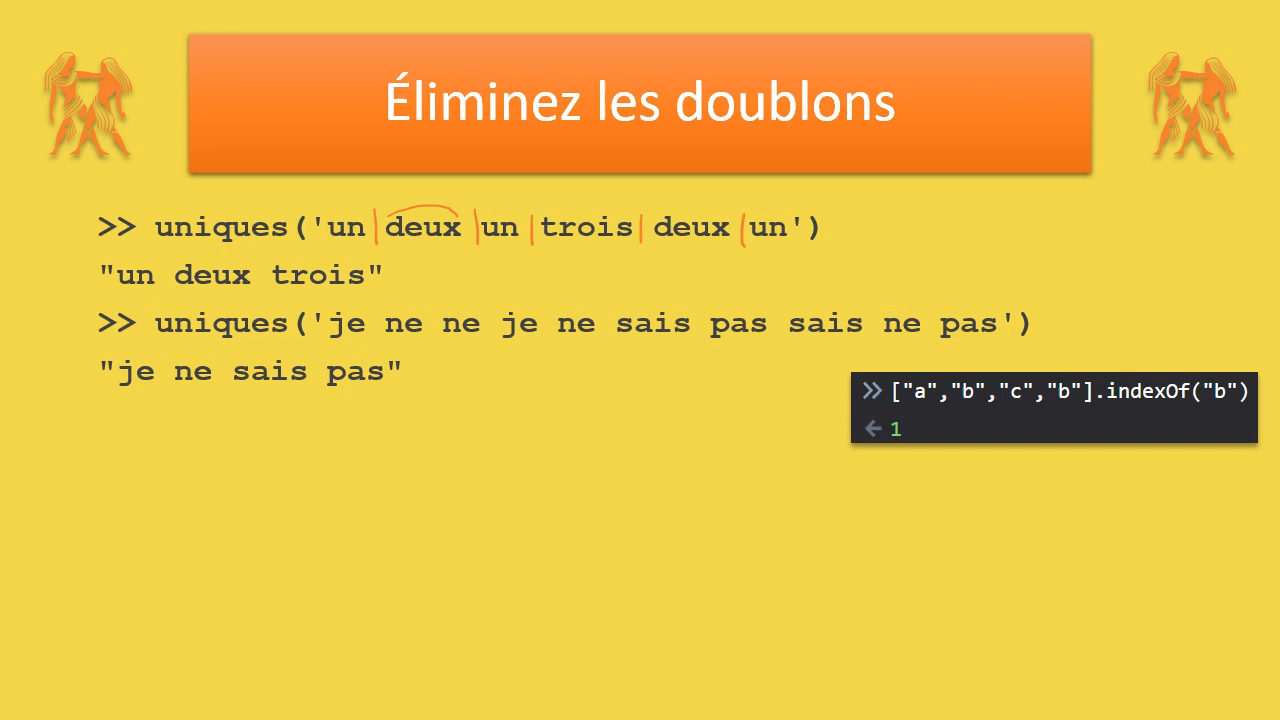 Éliminez les doublons
>> uniques('un deux un trois deux un')
"un deux trois"
>> uniques('je ne ne je ne sais pas sais ne pas')
"je ne sais pas"
>> ["a","b","c","b"].indexOf("b")
← 1